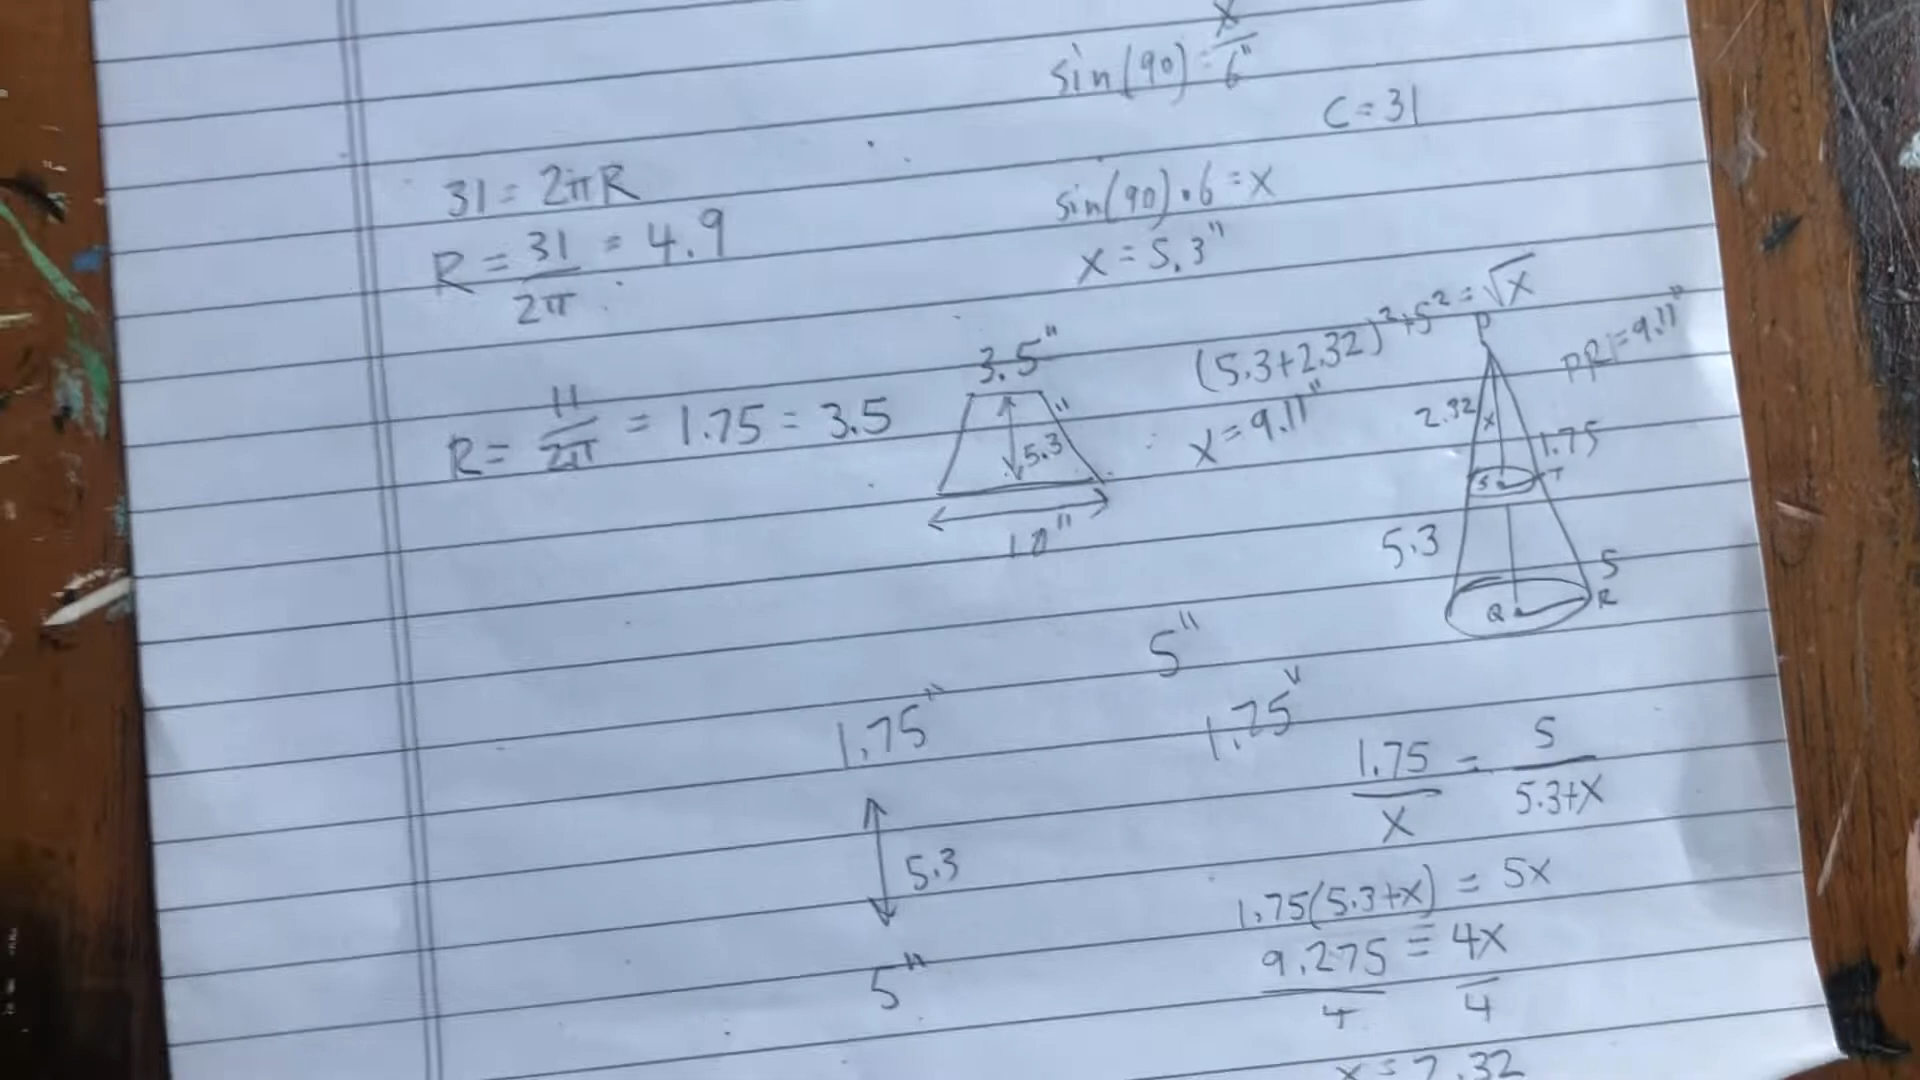 sin(90) = x/6"
C = 31
31 = 2πR
R = 31/2π = 4.9
sin(90) • 6 = x
x = 5.3"
R = 11/2π = 1.75 = 3.5
3.5"
5.3
10"
(5.3+2.32)² + 5² = √x
x = 9.11"
P
PR = 9.11"
2.32
x
1.75
S
T
5.3
5
Q
R
5"
1.75"
1.75"
5.3
5"
1.75/x = 5/5.3+x
1.75(5.3+x) = 5x
9.275 = 4x
4 4
x = 2.32